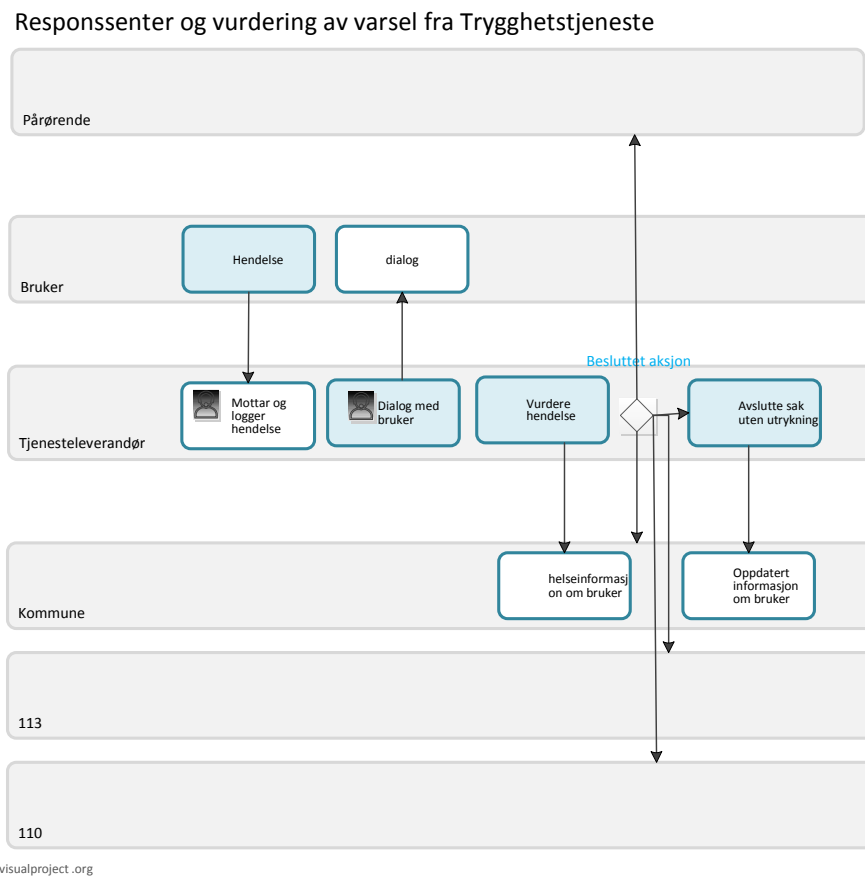 Responssenter og vurdering av varsel fra Trygghetstjeneste
Pårørende
Hendelse
dialog
Bruker
Besluttet aksjon
Mottar og
logger
hendelse
Dialog med
bruker
Vurdere
hendelse
Avslutte sak
uten utrykning
Tjenesteleverandør
helseinformasj
on om bruker
Oppdatert
informasjon
om bruker
Kommune
113
110
visualproject .org